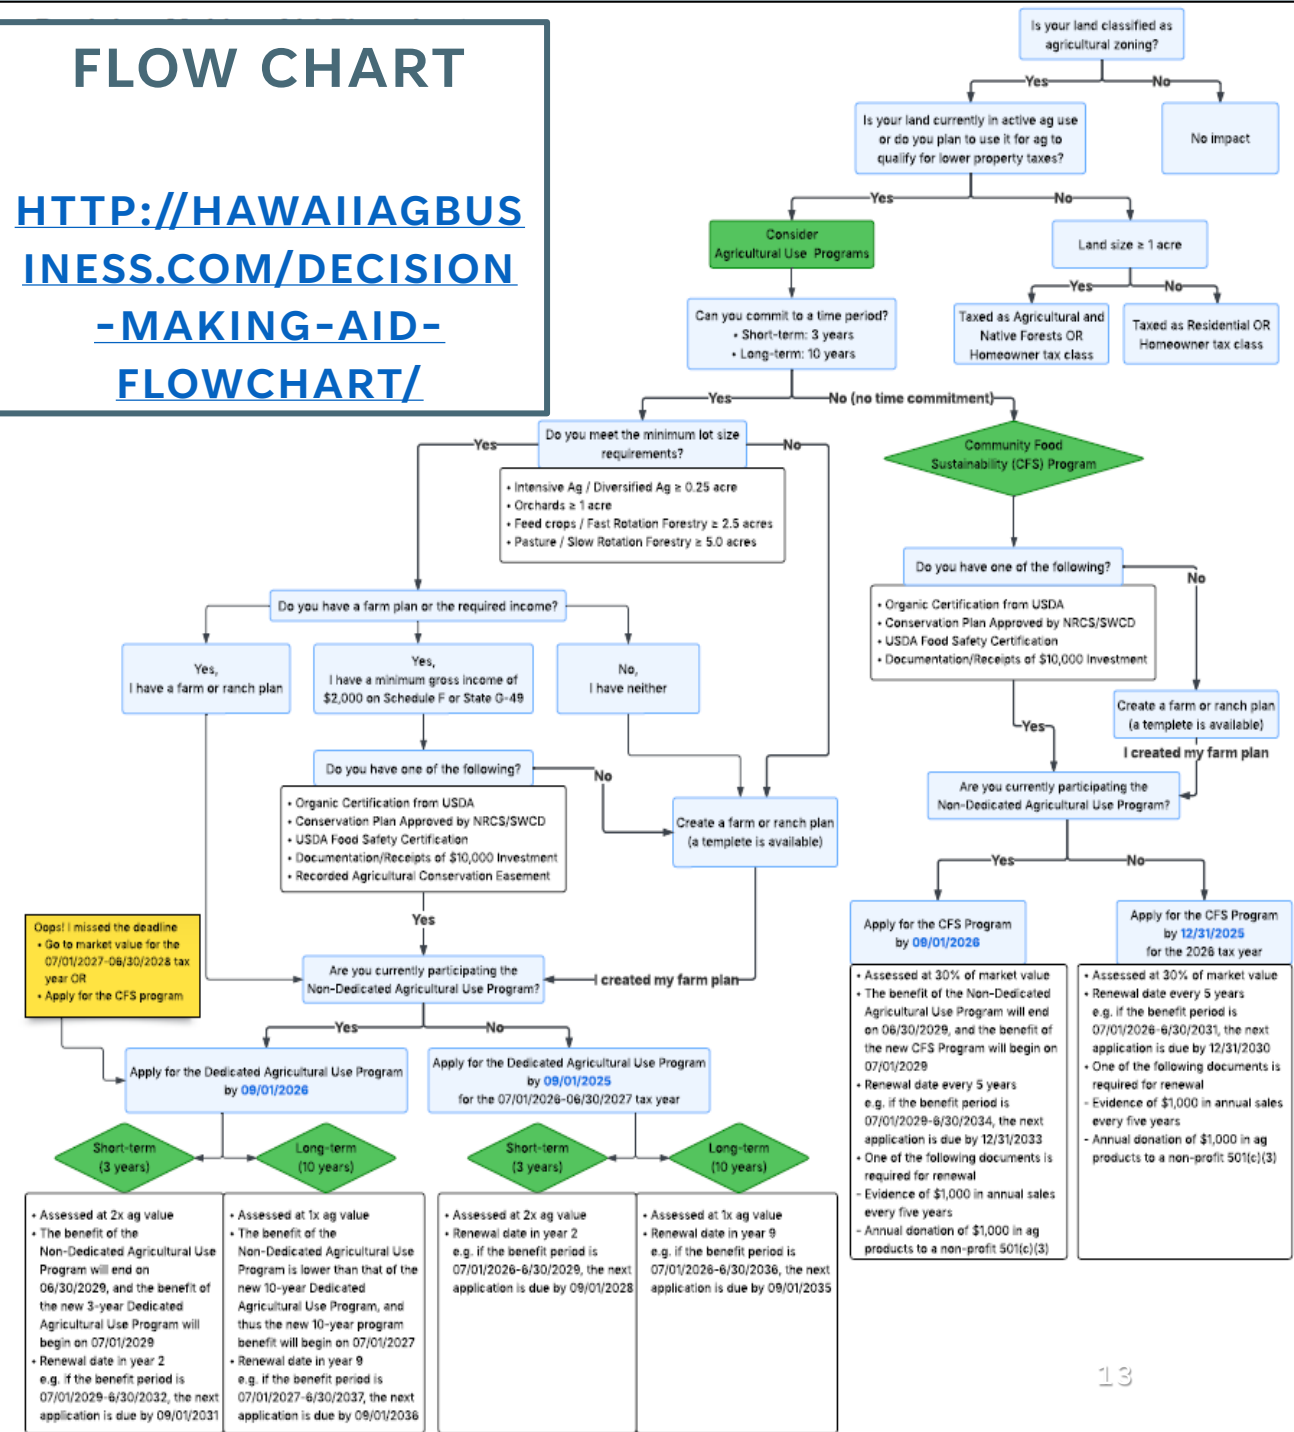 FLOW CHART
HTTP://HAWAIIAGBUS
INESS.COM/DECISION
-MAKING-AID-
FLOWCHART/
Is your land classified as
agricultural zoning?
Yes
No
Is your land currently in active ag use
or do you plan to use it for ag to
qualify for lower property taxes?
No impact
Yes
No
Consider
Agricultural Use Programs
Land size ≥ 1 acre
Yes
No
Can you commit to a time period?
• Short-term: 3 years
• Long-term: 10 years
Taxed as Agricultural and
Native Forests OR
Homeowner tax class
Taxed as Residential OR
Homeowner tax class
Yes
No (no time commitment)
Do you meet the minimum lot size
requirements?
Yes
No
• Intensive Ag / Diversified Ag ≥ 0.25 acre
• Orchards ≥ 1 acre
• Feed crops / Fast Rotation Forestry ≥ 2.5 acres
• Pasture / Slow Rotation Forestry ≥ 5.0 acres
Community Food
Sustainability (CFS) Program
Do you have one of the following?
No
• Organic Certification from USDA
• Conservation Plan Approved by NRCS/SWCD
• USDA Food Safety Certification
• Documentation/Receipts of $10,000 Investment
Yes
Create a farm or ranch plan
(a templete is available)
I created my farm plan
Do you have a farm plan or the required income?
Yes,
I have a farm or ranch plan
Yes,
I have a minimum gross income of
$2,000 on Schedule F or State G-49
No,
I have neither
Do you have one of the following?
No
• Organic Certification from USDA
• Conservation Plan Approved by NRCS/SWCD
• USDA Food Safety Certification
• Documentation/Receipts of $10,000 Investment
• Recorded Agricultural Conservation Easement
Create a farm or ranch plan
(a templete is available)
Yes
I created my farm plan
Are you currently participating the
Non-Dedicated Agricultural Use Program?
Yes
No
Oops! I missed the deadline
• Go to market value for the
07/01/2027-06/30/2028 tax
year OR
• Apply for the CFS program
Apply for the Dedicated Agricultural Use Program
by 09/01/2026
Apply for the Dedicated Agricultural Use Program
by 09/01/2025
for the 07/01/2026-06/30/2027 tax year
Short-term
(3 years)
Long-term
(10 years)
Short-term
(3 years)
Long-term
(10 years)
• Assessed at 2x ag value
• The benefit of the
Non-Dedicated Agricultural Use
Program will end on
06/30/2029, and the benefit of
the new 3-year Dedicated
Agricultural Use Program will
begin on 07/01/2029
• Renewal date in year 2
e.g. if the benefit period is
07/01/2029-6/30/2032, the next
application is due by 09/01/2031
• Assessed at 1x ag value
• The benefit of the
Non-Dedicated Agricultural Use
Program is lower than that of the
new 10-year Dedicated
Agricultural Use Program, and
thus the new 10-year program
benefit will begin on 07/01/2027
• Renewal date in year 9
e.g. if the benefit period is
07/01/2027-6/30/2037, the next
application is due by 09/01/2036
• Assessed at 2x ag value
• Renewal date in year 2
e.g. if the benefit period is
07/01/2026-6/30/2029, the next
application is due by 09/01/2028
• Assessed at 1x ag value
• Renewal date in year 9
e.g. if the benefit period is
07/01/2026-6/30/2036, the next
application is due by 09/01/2035
Are you currently participating the
Non-Dedicated Agricultural Use Program?
Yes
No
Apply for the CFS Program
by 09/01/2026
Apply for the CFS Program
by 12/31/2025
for the 2026 tax year
• Assessed at 30% of market value
• The benefit of the Non-Dedicated
Agricultural Use Program will end
on 06/30/2029, and the benefit of
the new CFS Program will begin on
07/01/2029
• Renewal date every 5 years
e.g. if the benefit period is
07/01/2029-6/30/2034, the next
application is due by 12/31/2033
• One of the following documents is
required for renewal
- Evidence of $1,000 in annual sales
every five years
- Annual donation of $1,000 in ag
products to a non-profit 501(c)(3)
• Assessed at 30% of market value
• Renewal date every 5 years
e.g. if the benefit period is
07/01/2026-6/30/2031, the next
application is due by 12/31/2030
• One of the following documents is
required for renewal
- Evidence of $1,000 in annual sales
every five years
- Annual donation of $1,000 in ag
products to a non-profit 501(c)(3)
13